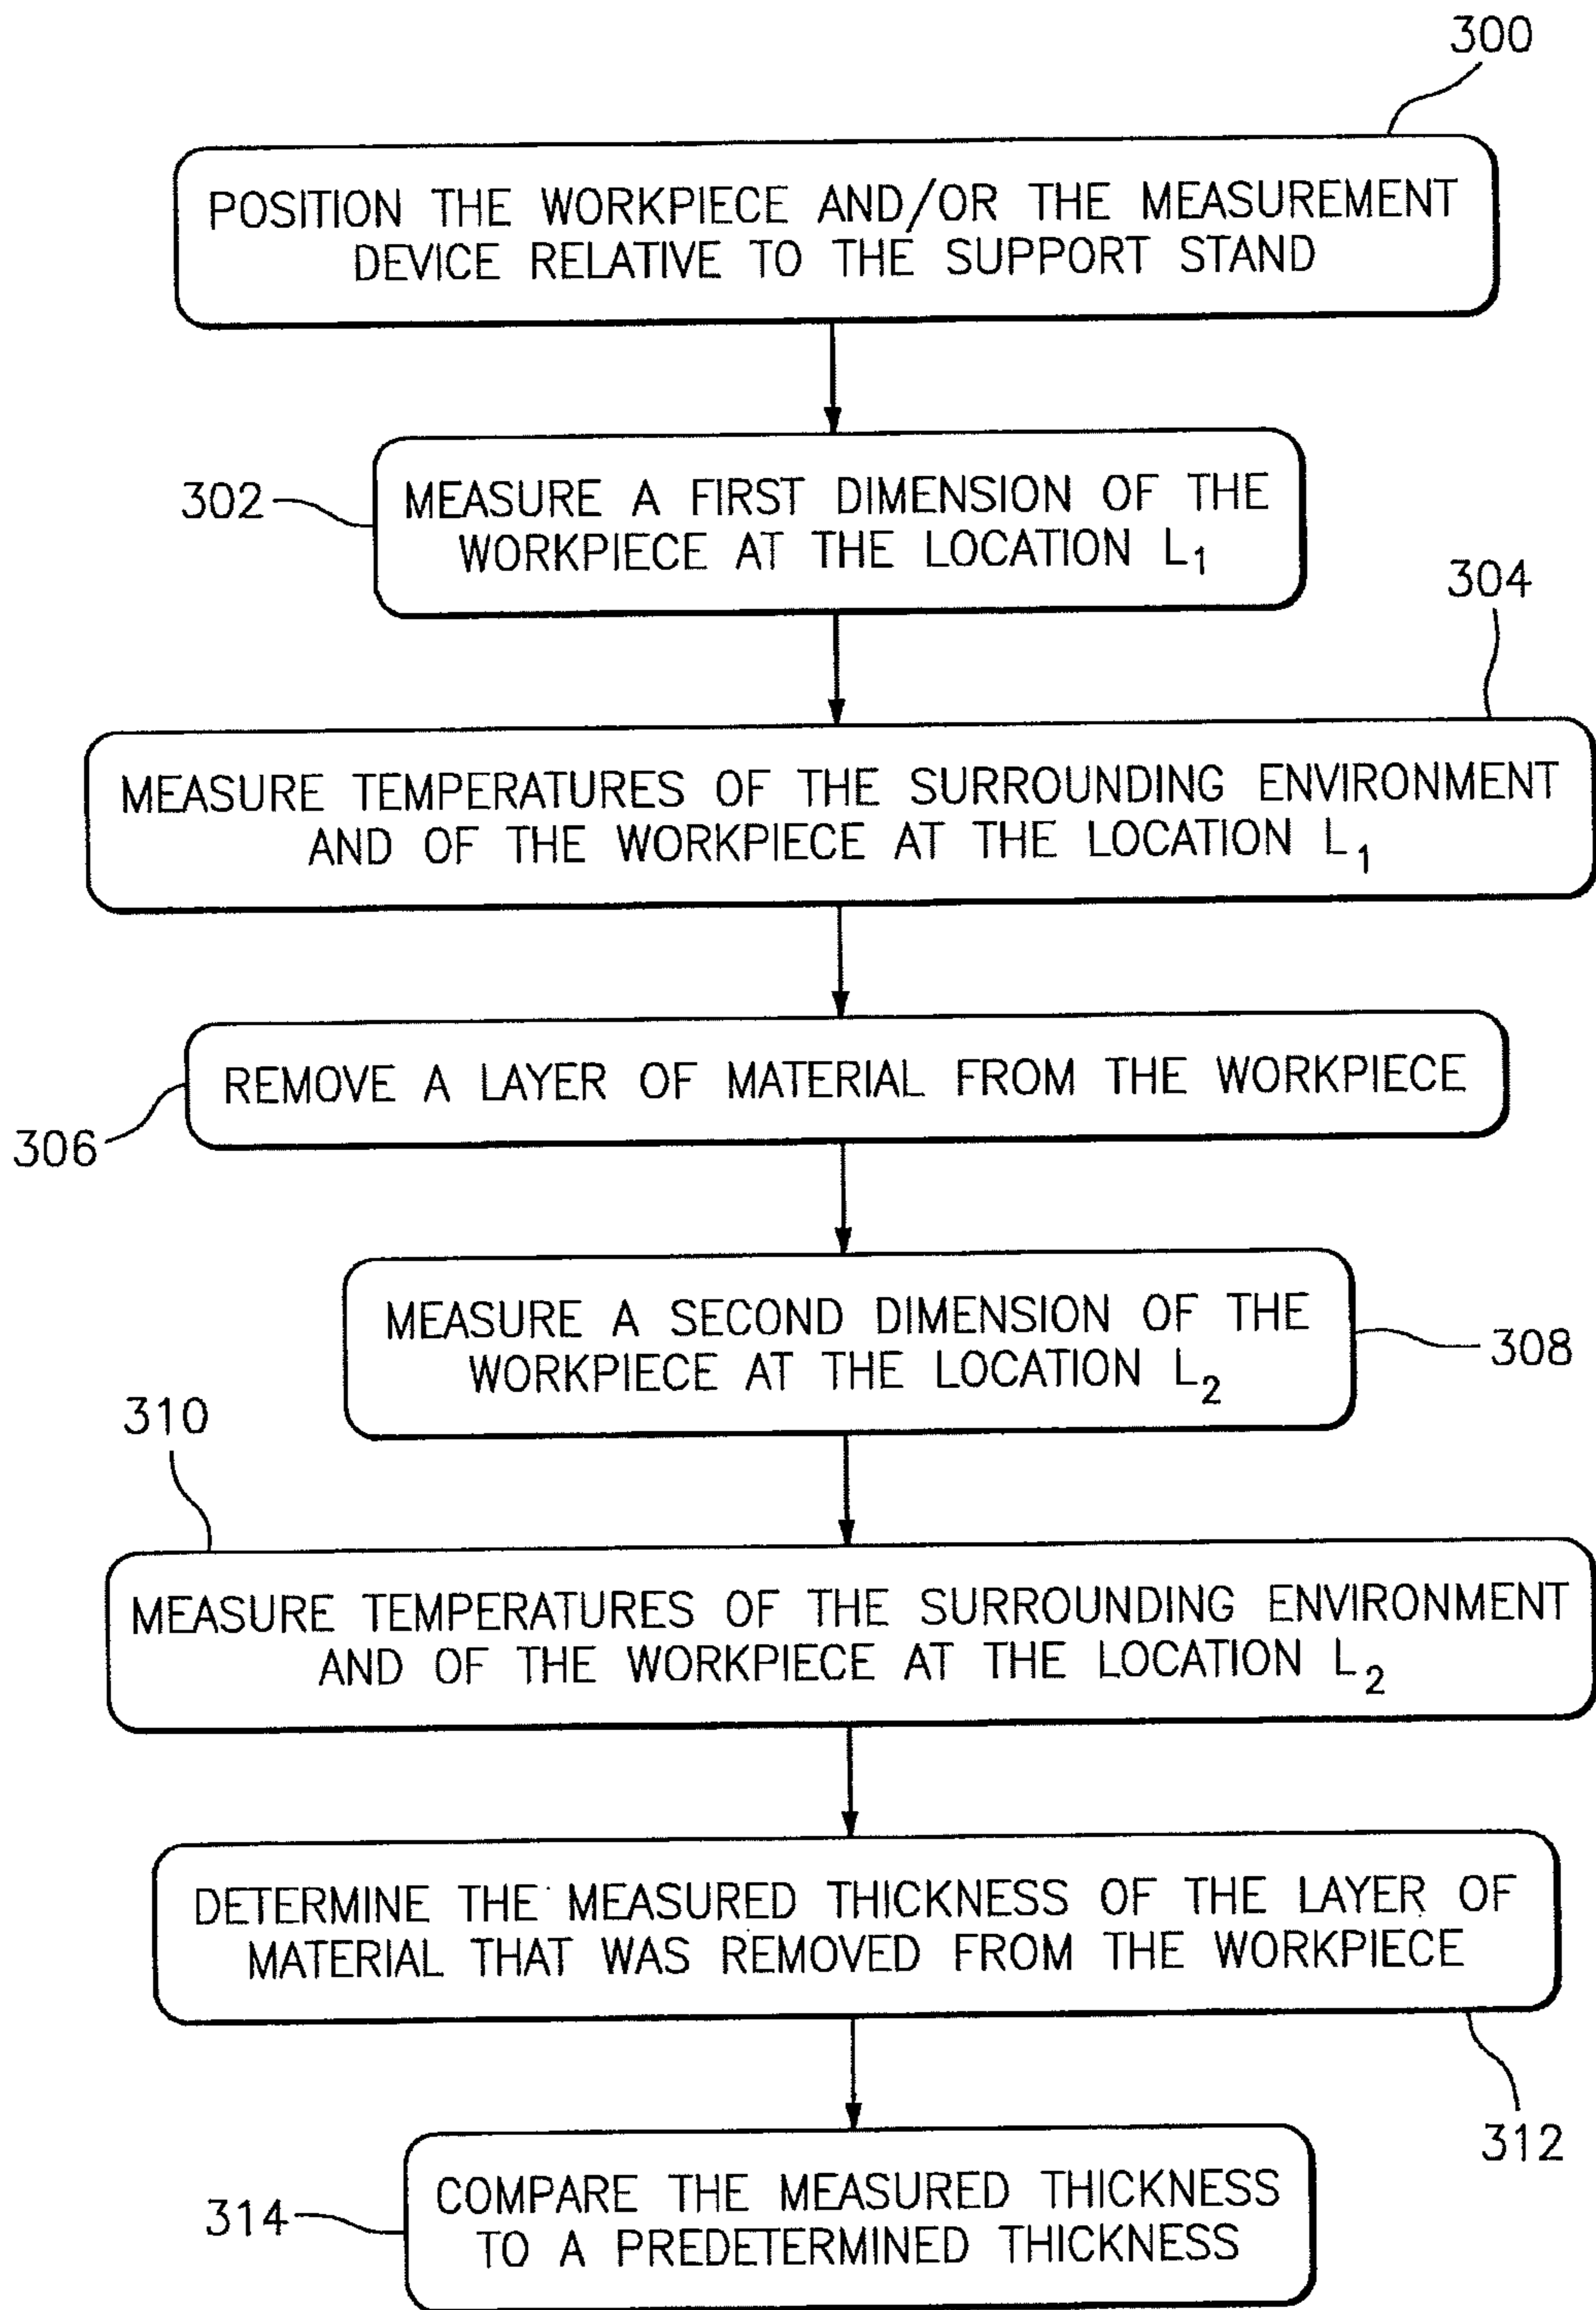 300
POSITION THE WORKPIECE AND/OR THE MEASUREMENT
DEVICE RELATIVE TO THE SUPPORT STAND
302
MEASURE A FIRST DIMENSION OF THE
WORKPIECE AT THE LOCATION L₁
304
MEASURE TEMPERATURES OF THE SURROUNDING ENVIRONMENT
AND OF THE WORKPIECE AT THE LOCATION L₁
306
REMOVE A LAYER OF MATERIAL FROM THE WORKPIECE
MEASURE A SECOND DIMENSION OF THE
WORKPIECE AT THE LOCATION L₂
308
310
MEASURE TEMPERATURES OF THE SURROUNDING ENVIRONMENT
AND OF THE WORKPIECE AT THE LOCATION L₂
DETERMINE THE MEASURED THICKNESS OF THE LAYER OF
MATERIAL THAT WAS REMOVED FROM THE WORKPIECE
312
314
COMPARE THE MEASURED THICKNESS
TO A PREDETERMINED THICKNESS